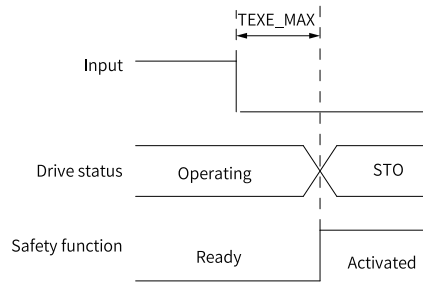 TEXE_MAX
Input
Drive status
Operating
STO
Safety function
Ready
Activated